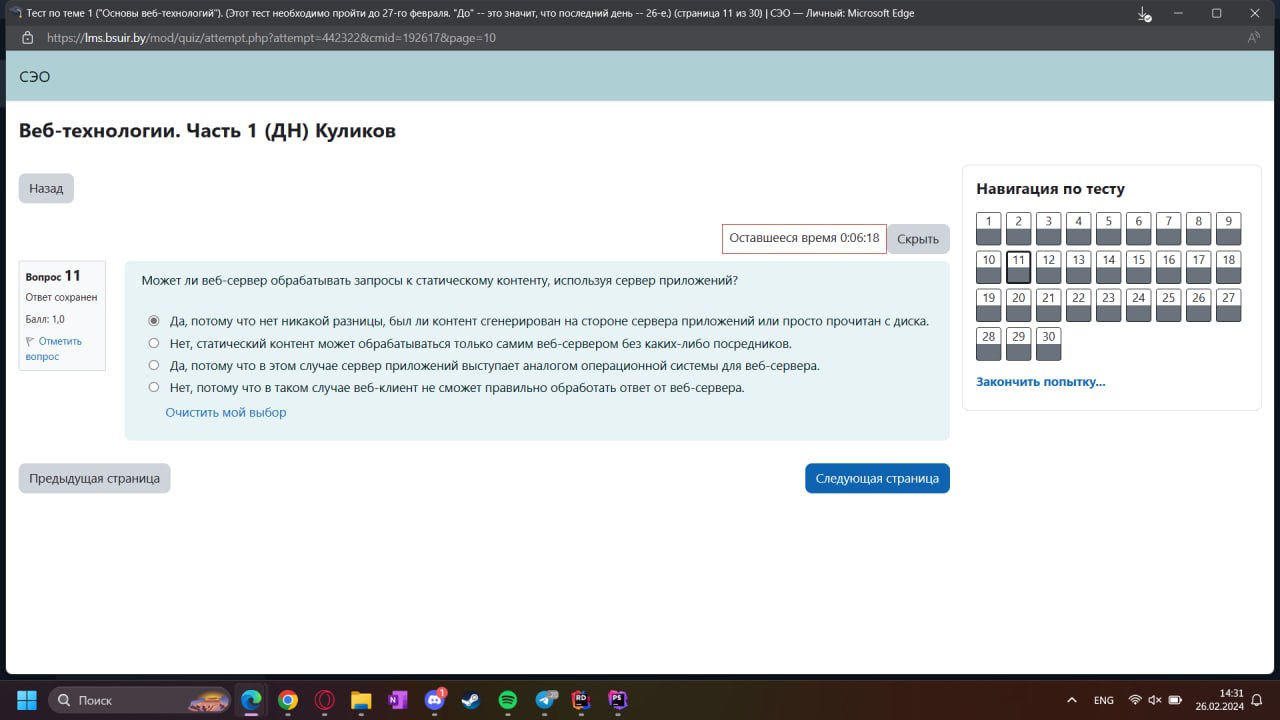 Тест по теме 1 ("Основы веб-технологий"). (Этот тест необходимо пройти до 27-го февраля. "До" -- это значит, что последний день -- 26-е.) (страница 11 из 30) | СЭО — Личный: Microsoft Edge
https://lms.bsuir.by/mod/quiz/attempt.php?attempt=442322&cmid=192617&page=10
СЭО
Веб-технологии. Часть 1 (ДН) Куликов
Назад
Оставшееся время 0:06:18
Скрыть
Вопрос 11
Ответ сохранен
Балл: 1,0
Отметить вопрос
Может ли веб-сервер обрабатывать запросы к статическому контенту, используя сервер приложений?
Да, потому что нет никакой разницы, был ли контент сгенерирован на стороне сервера приложений или просто прочитан с диска.
Нет, статический контент может обрабатываться только самим веб-сервером без каких-либо посредников.
Да, потому что в этом случае сервер приложений выступает аналогом операционной системы для веб-сервера.
Нет, потому что в таком случае веб-клиент не сможет правильно обработать ответ от веб-сервера.
Очистить мой выбор
Предыдущая страница
Следующая страница
Навигация по тесту
1 2 3 4 5 6 7 8 9
10 11 12 13 14 15 16 17 18
19 20 21 22 23 24 25 26 27
28 29 30
Закончить попытку...
Поиск
1
RD
PS
ENG
14:31
26.02.2024